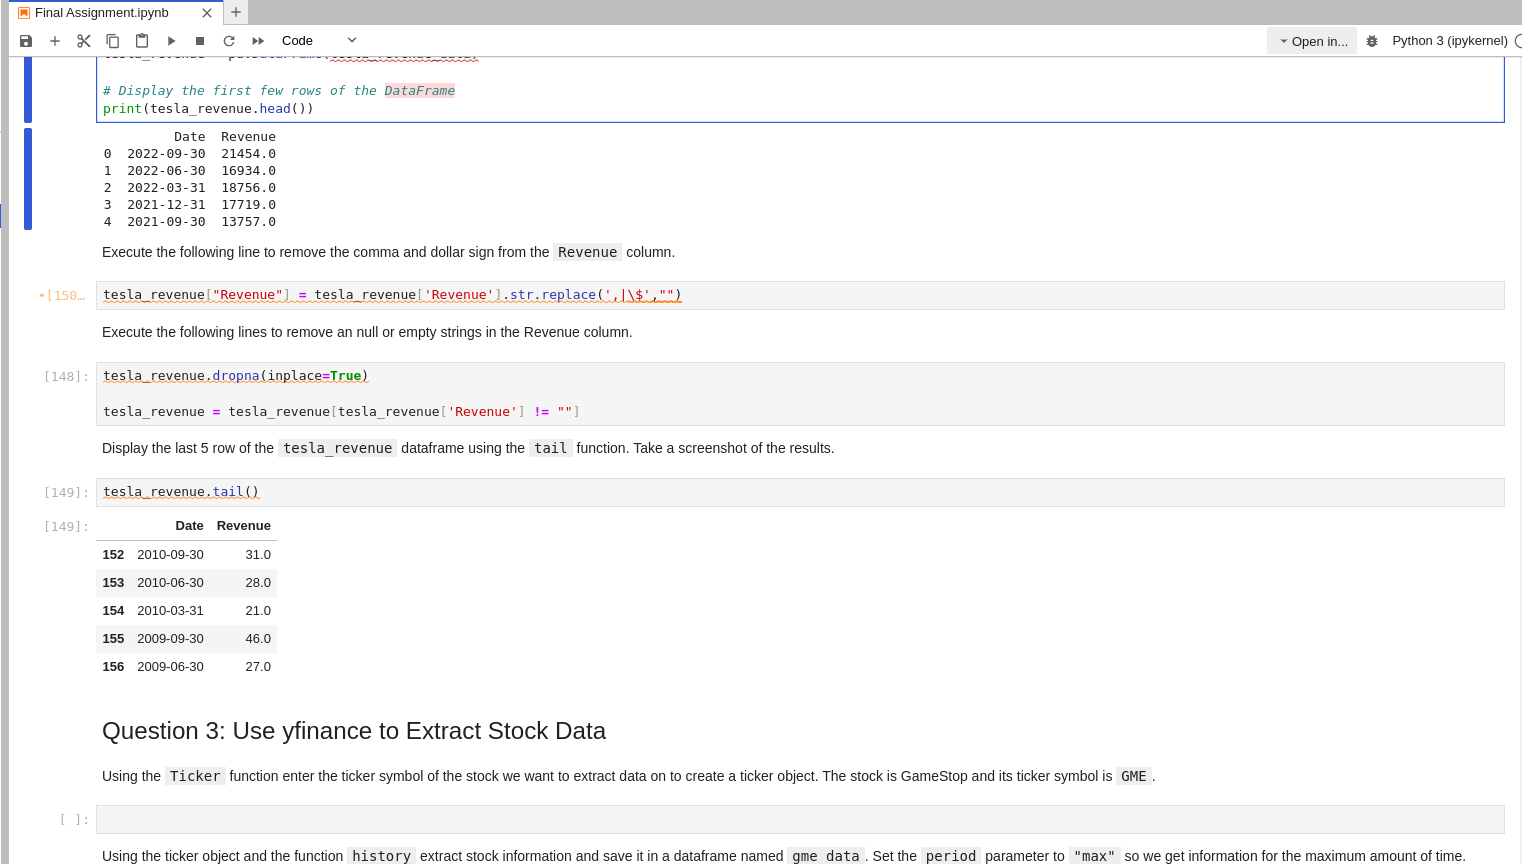 Final Assignment.ipynb
Code
Open in...
Python 3 (ipykernel)
# Display the first few rows of the DataFrame
print(tesla_revenue.head())
Date Revenue
0 2022-09-30 21454.0
1 2022-06-30 16934.0
2 2022-03-31 18756.0
3 2021-12-31 17719.0
4 2021-09-30 13757.0
Execute the following line to remove the comma and dollar sign from the Revenue column.
•[150…
tesla_revenue["Revenue"] = tesla_revenue['Revenue'].str.replace(',|\$',"")
Execute the following lines to remove an null or empty strings in the Revenue column.
[148]:
tesla_revenue.dropna(inplace=True)
tesla_revenue = tesla_revenue[tesla_revenue['Revenue'] != ""]
Display the last 5 row of the tesla_revenue dataframe using the tail function. Take a screenshot of the results.
[149]:
tesla_revenue.tail()
[149]:
Date Revenue
152 2010-09-30 31.0
153 2010-06-30 28.0
154 2010-03-31 21.0
155 2009-09-30 46.0
156 2009-06-30 27.0
Question 3: Use yfinance to Extract Stock Data
Using the Ticker function enter the ticker symbol of the stock we want to extract data on to create a ticker object. The stock is GameStop and its ticker symbol is GME .
[ ]:
Using the ticker object and the function history extract stock information and save it in a dataframe named gme_data . Set the period parameter to "max" so we get information for the maximum amount of time.